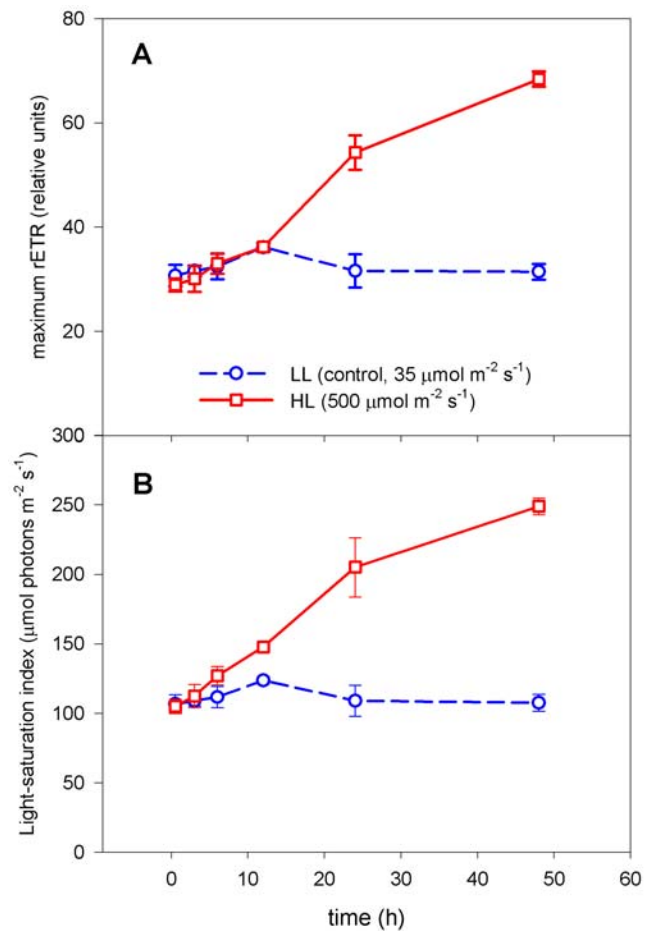 A
maximum rETR (relative units)
80
60
40
20
LL (control, 35 μmol m⁻² s⁻¹)
HL (500 μmol m⁻² s⁻¹)
B
Light-saturation index (μmol photons m⁻² s⁻¹)
300
250
200
150
100
50
0
0 10 20 30 40 50 60
time (h)